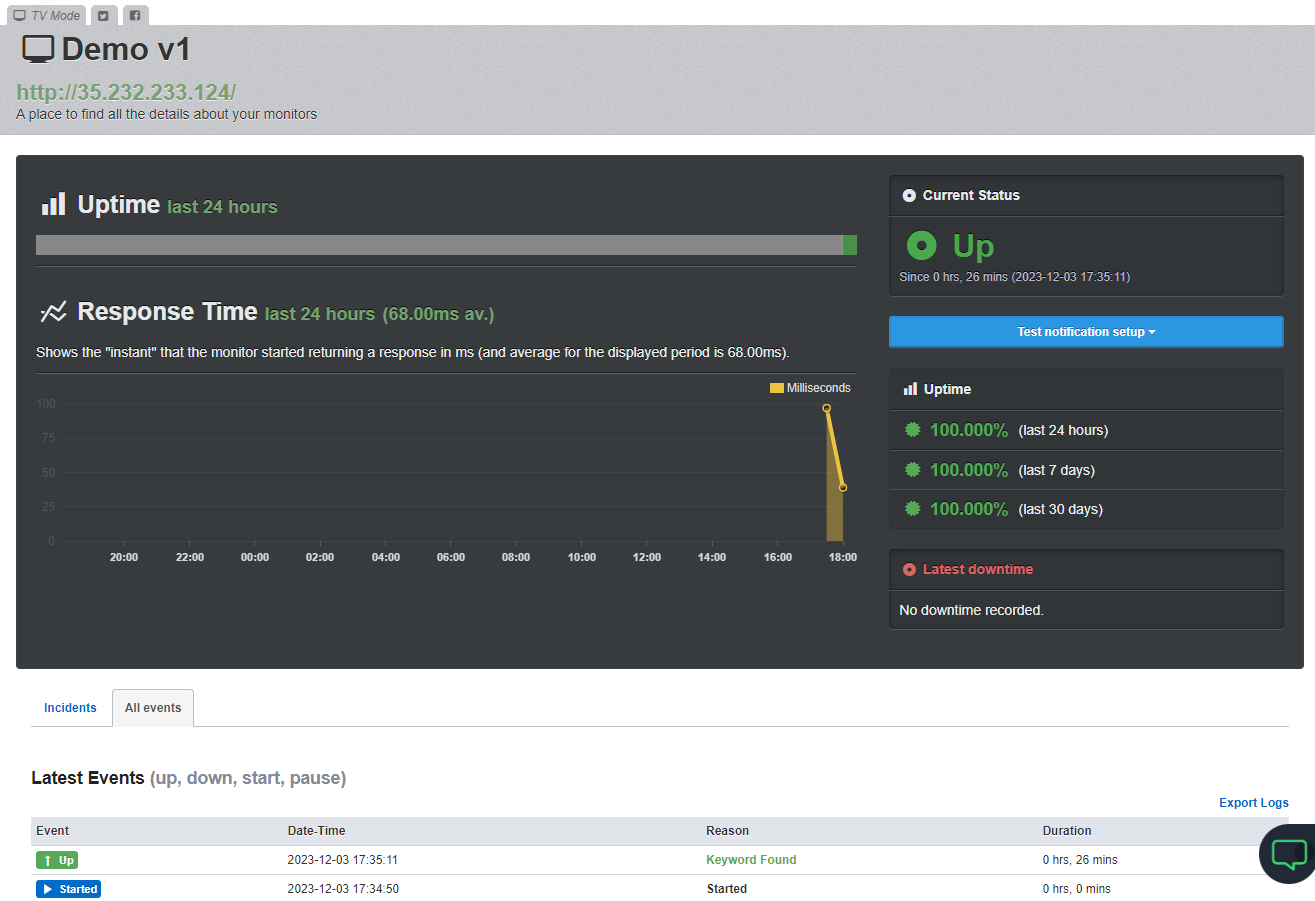 TV Mode
Demo v1
http://35.232.233.124/
A place to find all the details about your monitors
Uptime last 24 hours
Response Time last 24 hours (68.00ms av.)
Shows the "instant" that the monitor started returning a response in ms (and average for the displayed period is 68.00ms).
Milliseconds
100
75
50
25
0
20:00 22:00 00:00 02:00 04:00 06:00 08:00 10:00 12:00 14:00 16:00 18:00
Current Status
Up
Since 0 hrs, 26 mins (2023-12-03 17:35:11)
Test notification setup
Uptime
100.000% (last 24 hours)
100.000% (last 7 days)
100.000% (last 30 days)
Latest downtime
No downtime recorded.
Incidents All events
Latest Events (up, down, start, pause)
Export Logs
Event Date-Time Reason Duration
Up 2023-12-03 17:35:11 Keyword Found 0 hrs, 26 mins
Started 2023-12-03 17:34:50 Started 0 hrs, 0 mins